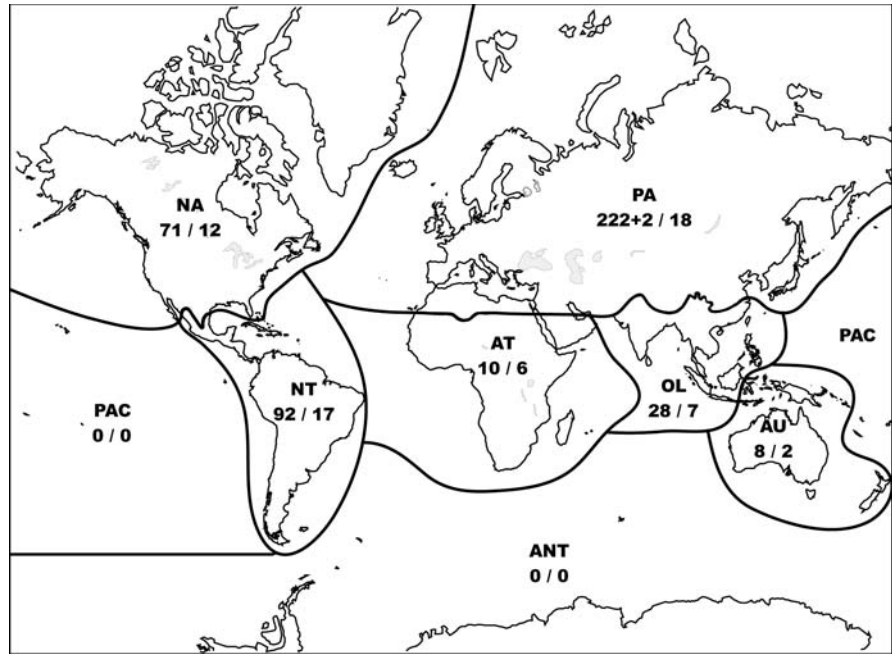 NA
71 / 12
PA
222+2 / 18
PAC
AT
10 / 6
NT
92 / 17
OL
28 / 7
PAC
0 / 0
AU
8 / 2
ANT
0 / 0